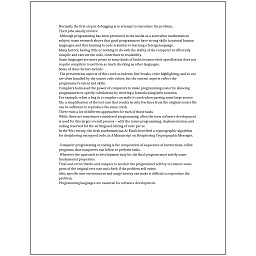 Normally the first step in debugging is to attempt to reproduce the problem.
Their jobs usually involve:
Although programming has been presented in the media as a somewhat mathematical
subject, some research shows that good programmers have strong skills in natural human
languages, and that learning to code is similar to learning a foreign language.
Many factors, having little or nothing to do with the ability of the computer to efficiently
compile and execute the code, contribute to readability.
Some languages are more prone to some kinds of faults because their specification does not
require compilers to perform as much checking as other languages.
Some of these factors include:
The presentation aspects of this (such as indents, line breaks, color highlighting, and so on)
are often handled by the source code editor, but the content aspects reflect the
programmer's talent and skills.
Compilers harnessed the power of computers to make programming easier by allowing
programmers to specify calculations by entering a formula using infix notation.
For example, when a bug in a compiler can make it crash when parsing some large source
file, a simplification of the test case that results in only few lines from the original source file
can be sufficient to reproduce the same crash.
There exist a lot of different approaches for each of those tasks.
While these are sometimes considered programming, often the term software development
is used for this larger overall process – with the terms programming, implementation, and
coding reserved for the writing and editing of code per se.
In the 9th century, the Arab mathematician Al-Kindi described a cryptographic algorithm
for deciphering encrypted code, in A Manuscript on Deciphering Cryptographic Messages.
Computer programming or coding is the composition of sequences of instructions, called
programs, that computers can follow to perform tasks.
Whatever the approach to development may be, the final program must satisfy some
fundamental properties.
Trial-and-error/divide-and-conquer is needed: the programmer will try to remove some
parts of the original test case and check if the problem still exists.
Also, specific user environment and usage history can make it difficult to reproduce the
problem.
Programming languages are essential for software development.